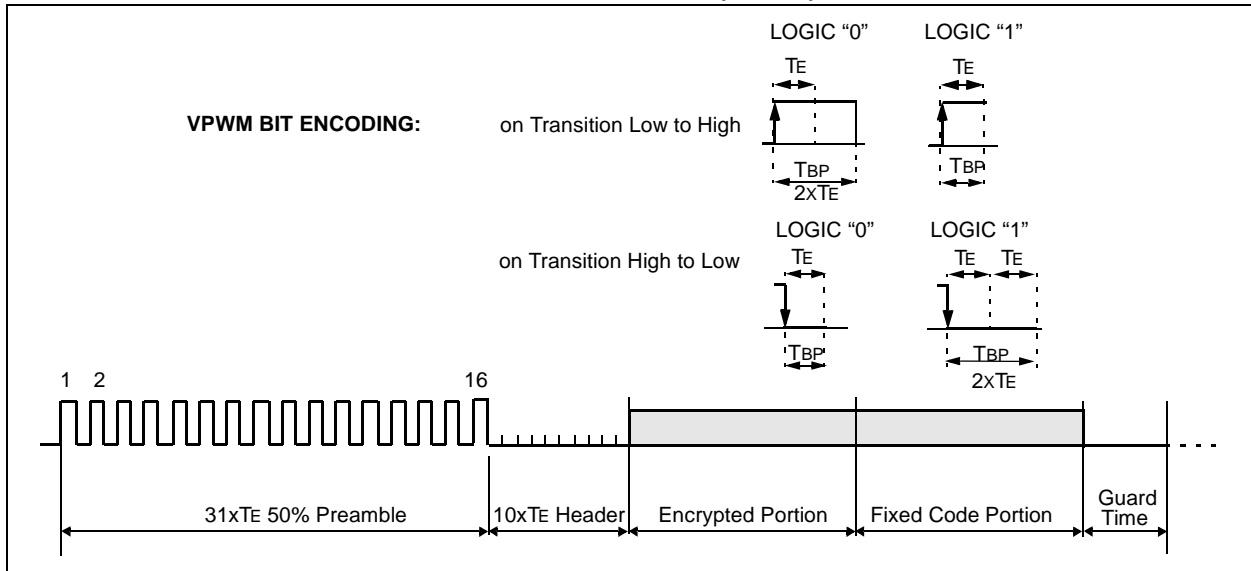 LOGIC “0” LOGIC “1”
TE TE
VPWM BIT ENCODING: on Transition Low to High
TBP TBP
2XTE
LOGIC “0” LOGIC “1”
on Transition High to Low TE TE TE
TBP TBP
2XTE
1 2 16
31xTE 50% Preamble 10xTE Header Encrypted Portion Fixed Code Portion Guard
Time